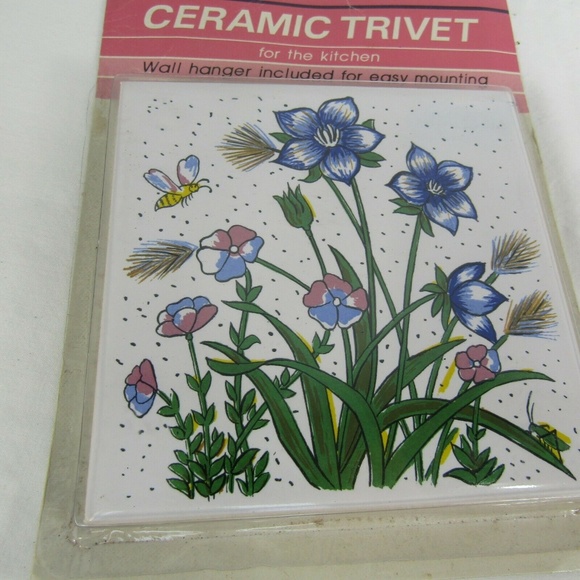 CERAMIC TRIVET
for the kitchen
Wall hanger included for easy mounting